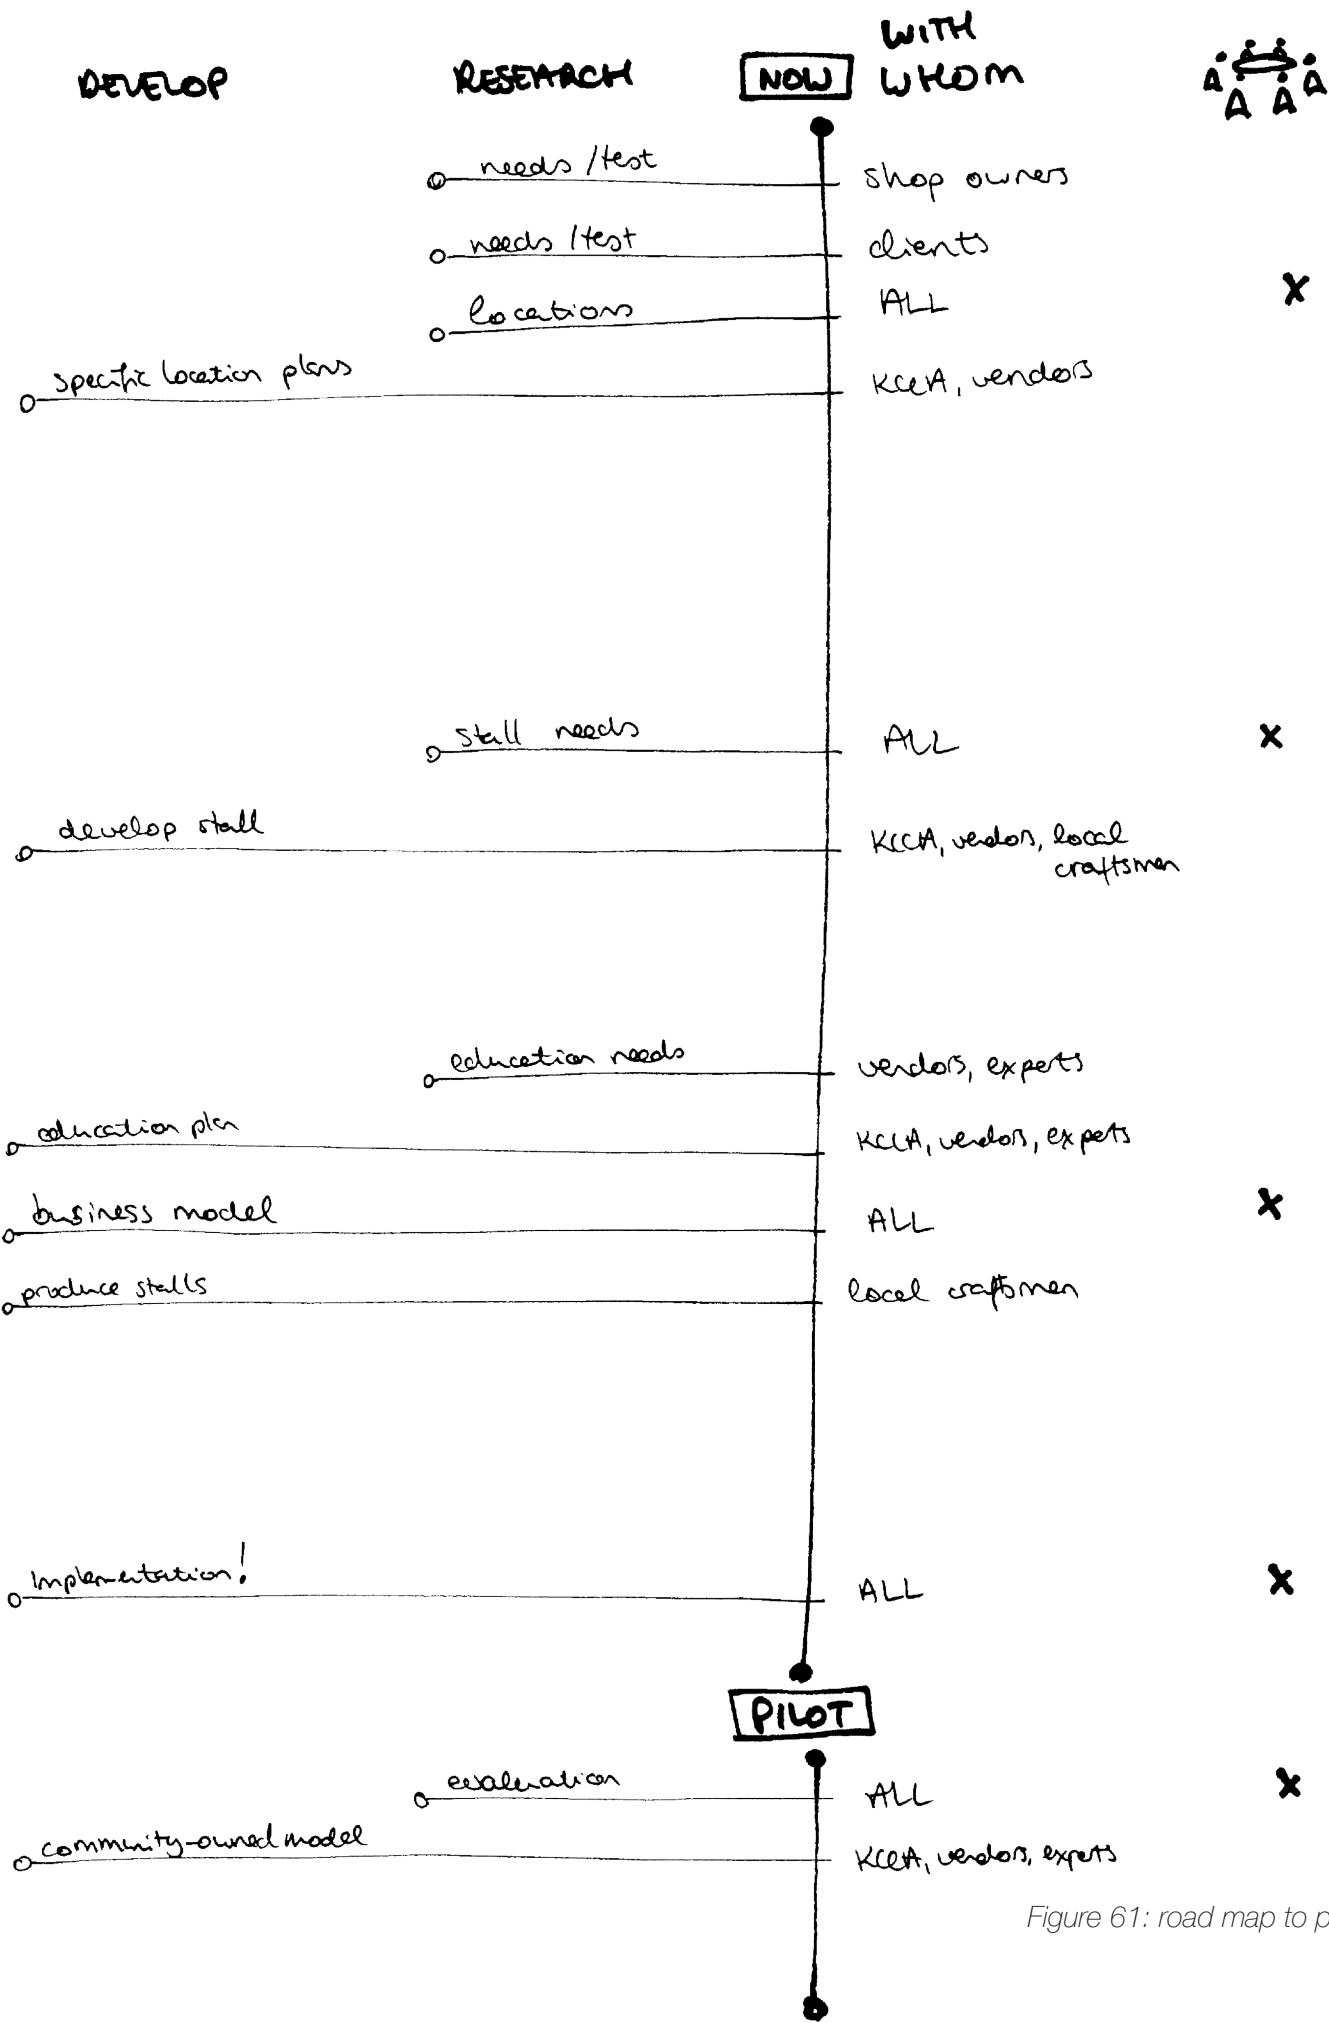 DEVELOP RESEARCH NOW WITH WHOM
needs / test shop owners
needs / test clients
locations ALL X
specific location plans KCCA, vendors
stall needs ALL X
develop stall KCCA, vendors, local
craftsmen
education needs vendors, experts
education plan KCCA, vendors, experts
business model ALL X
produce stalls local craftsmen
Implementation! ALL X
PILOT
evaluation ALL X
community-owned model KCCA, vendors, experts
Figure 61: road map to p